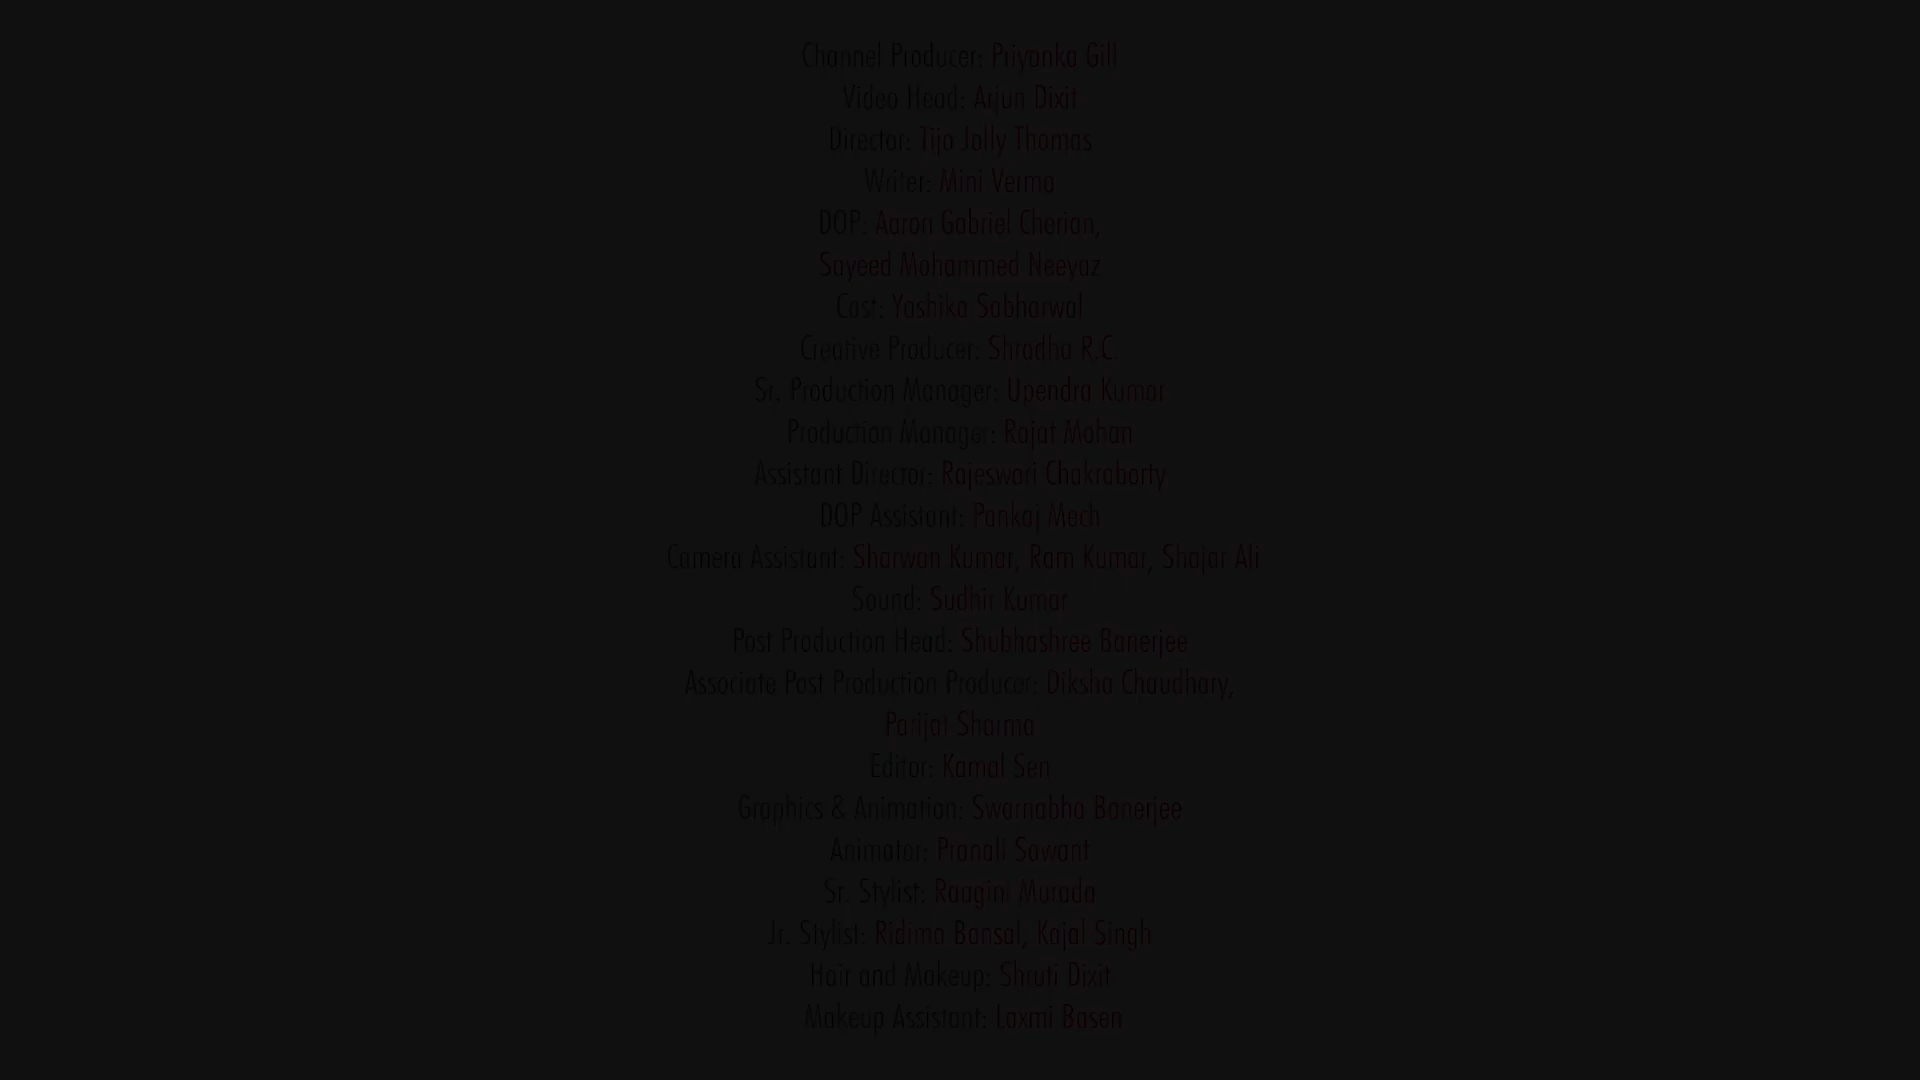 Channel Producer: Priyanka Gill
Video Head: Arjun Dixit
Director: Tijo Jolly Thomas
Writer: Mini Verma
DOP: Aaron Gabriel Cherian,
Sayeed Mohammed Neeyaz
Cast: Yashika Sabharwal
Creative Producer: Shradha R.C.
Sr. Production Manager: Upendra Kumar
Production Manager: Rajat Mohan
Assistant Director: Rajeswari Chakraborty
DOP Assistant: Pankaj Mech
Camera Assistant: Sharwan Kumar, Ram Kumar, Shajar Ali
Sound: Sudhir Kumar
Post Production Head: Shubhashree Banerjee
Associate Post Production Producer: Diksha Chaudhary,
Parijat Sharma
Editor: Kamal Sen
Graphics & Animation: Swarnabha Banerjee
Animator: Pranali Sawant
Sr. Stylist: Raagini Murada
Jr. Stylist: Ridima Bansal, Kajal Singh
Hair and Makeup: Shruti Dixit
Makeup Assistant: Laxmi Basen